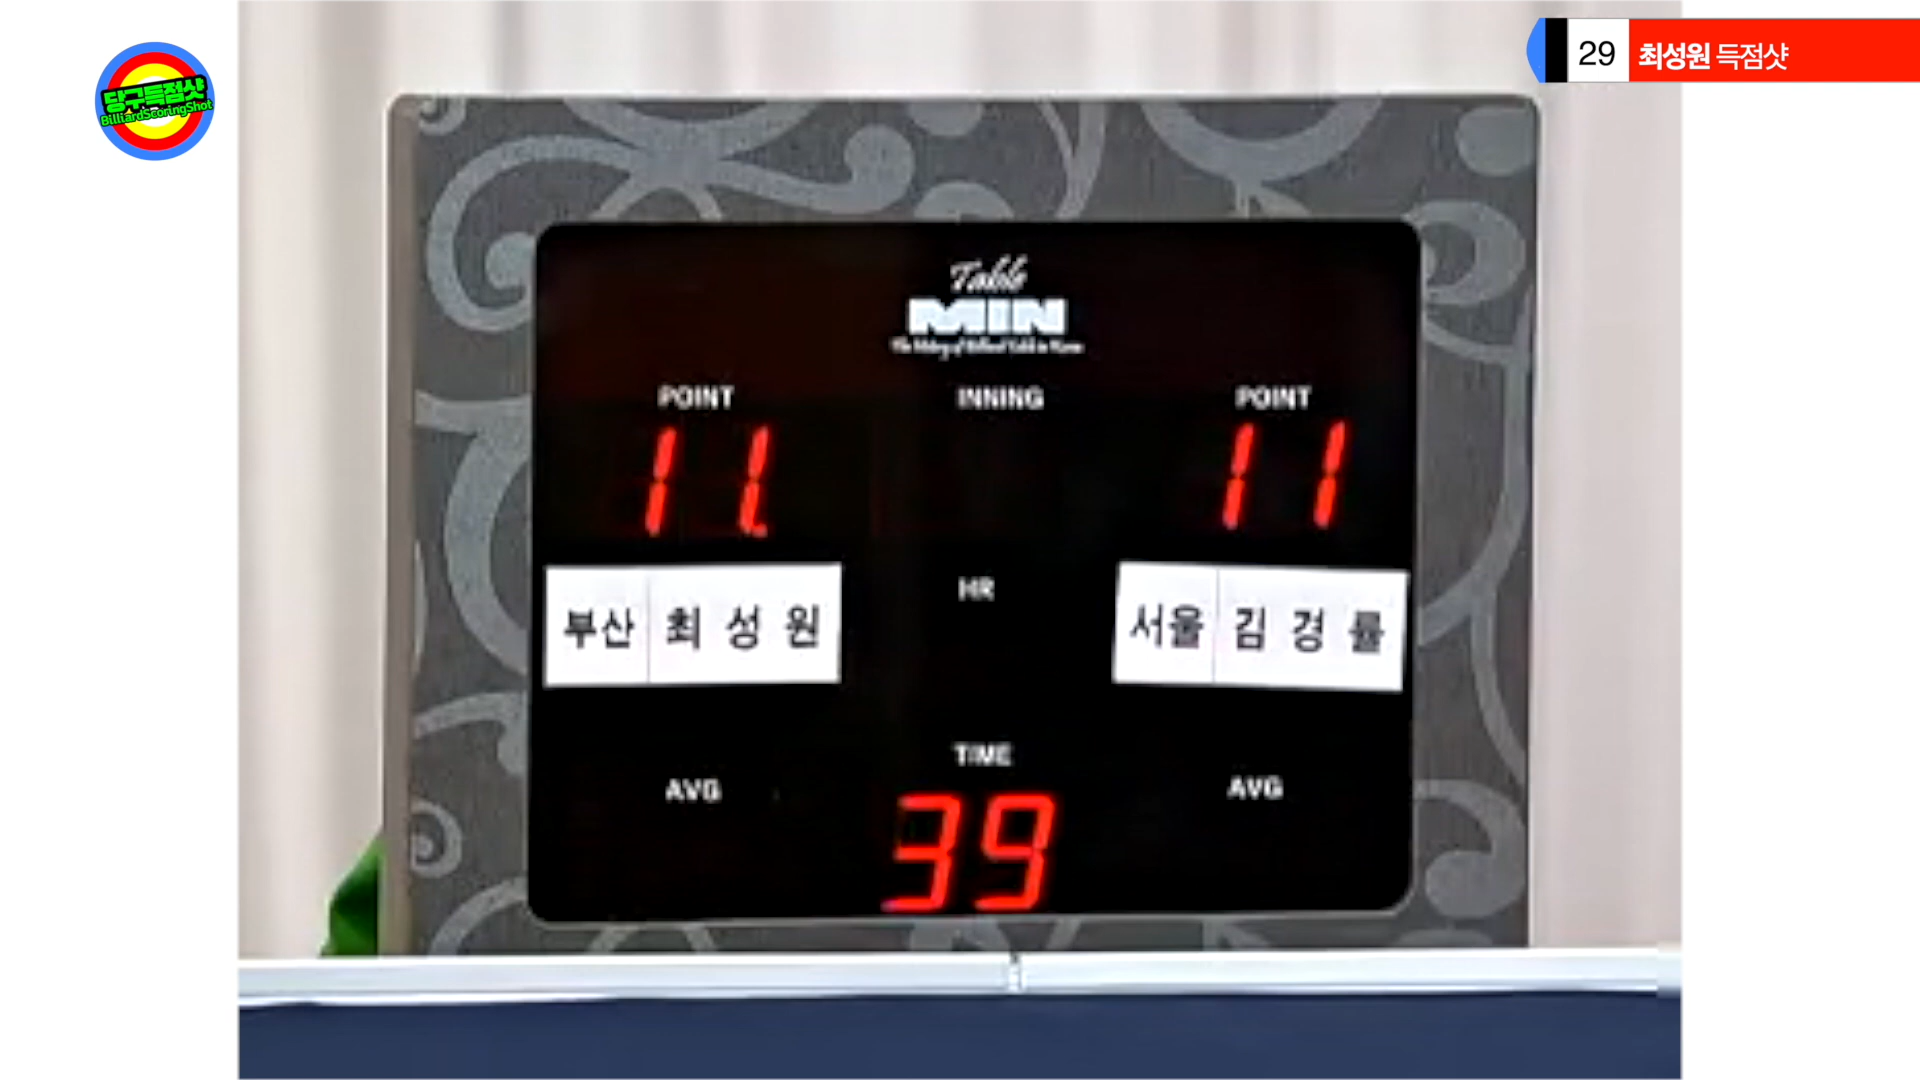 당구득점샷
BilliardScoringShot
29 최성원 득점샷
Table
MIN
POINT INNING POINT
11. 11
HR
부산 최성원 서울 김경률
TIME
AVG AVG
39